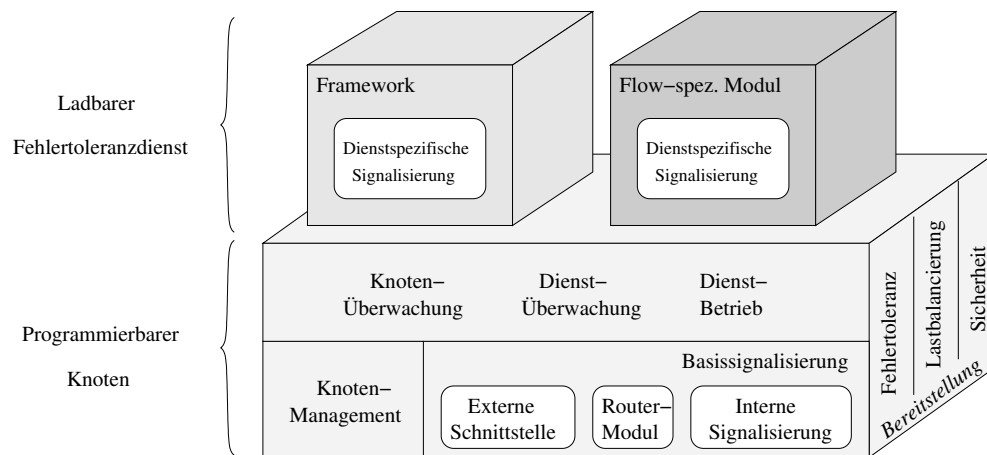 Ladbarer
Fehlertoleranzdienst
Framework
Dienstspezifische
Signalisierung
Flow−spez. Modul
Dienstspezifische
Signalisierung
Programmierbarer
Knoten
Knoten−
Überwachung
Dienst−
Überwachung
Dienst−
Betrieb
Knoten−
Management
Basissignalisierung
Externe
Schnittstelle
Router−
Modul
Interne
Signalisierung
Fehlertoleranz
Lastbalancierung
Sicherheit
Bereitstellung